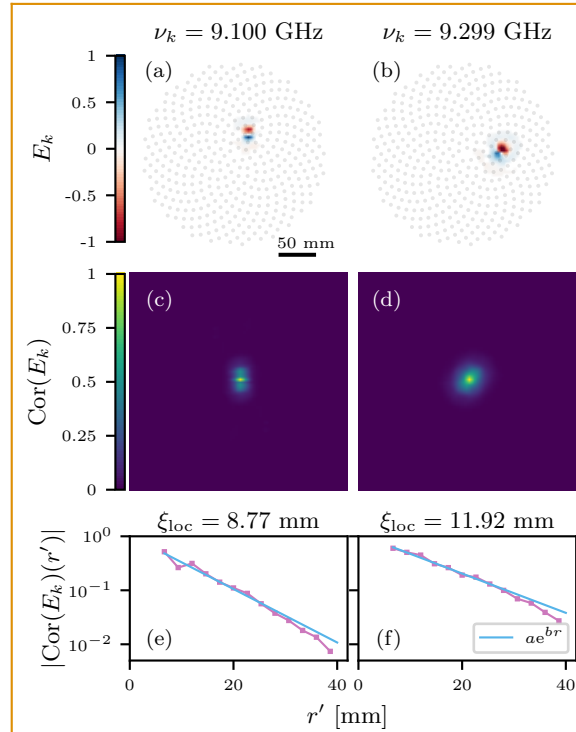 ν_k = 9.100 GHz
ν_k = 9.299 GHz
(a)
(b)
E_k
1
0.5
0
-0.5
-1
50 mm
(c)
(d)
Cor(E_k)
1
0.75
0.5
0.25
0
ξ_loc = 8.77 mm
ξ_loc = 11.92 mm
|Cor(E_k)(r′)|
10^0
10^-1
10^-2
(e)
(f)
ae^{br}
0
20
40
0
20
40
r′ [mm]